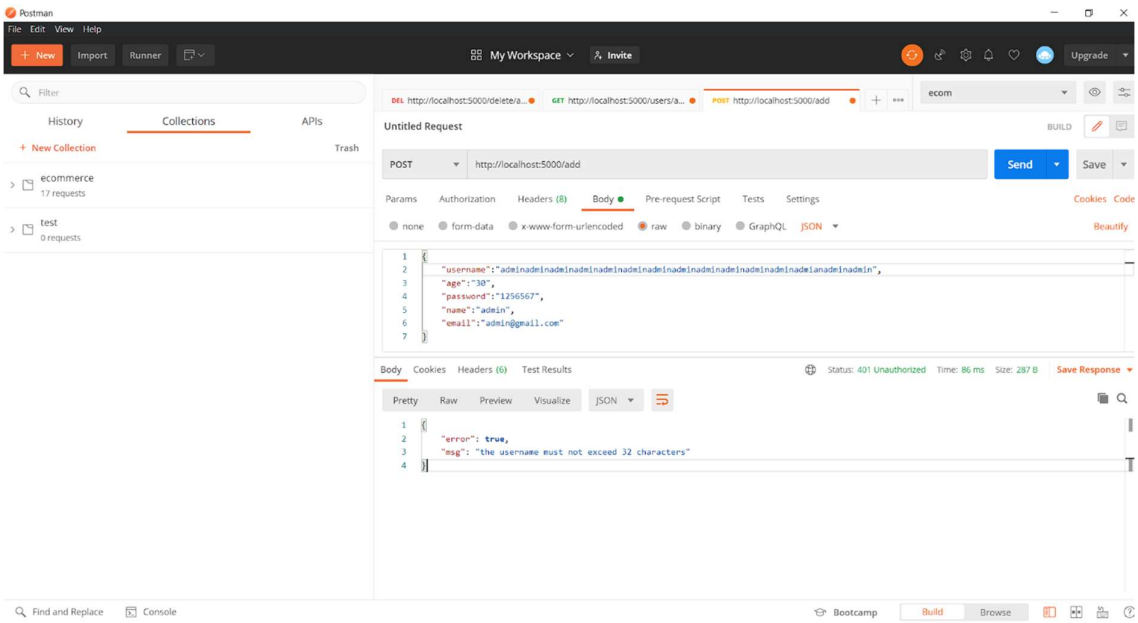 Postman
File Edit View Help
+ New Import Runner My Workspace Invite Upgrade
Filter
History Collections APIs
+ New Collection Trash
ecommerce
17 requests
test
0 requests
DEL http://localhost:5000/delete/a... GET http://localhost:5000/users/a... POST http://localhost:5000/add + ••• ecom
Untitled Request BUILD
POST http://localhost:5000/add Send Save
Params Authorization Headers (8) Body Pre-request Script Tests Settings Cookies Code
none form-data x-www-form-urlencoded raw binary GraphQL JSON Beautify
1 {
2 "username":"adminadminadminadminadminadminadminadminadminadminadminadmianadminadmin",
3 "age":"30",
4 "password":"1256567",
5 "name":"admin",
6 "email":"admin@gmail.com"
7 }
Body Cookies Headers (6) Test Results Status: 401 Unauthorized Time: 86 ms Size: 287 B Save Response
Pretty Raw Preview Visualize JSON
1 {
2 "error": true,
3 "msg": "the username must not exceed 32 characters"
4 }
Find and Replace Console Bootcamp Build Browse